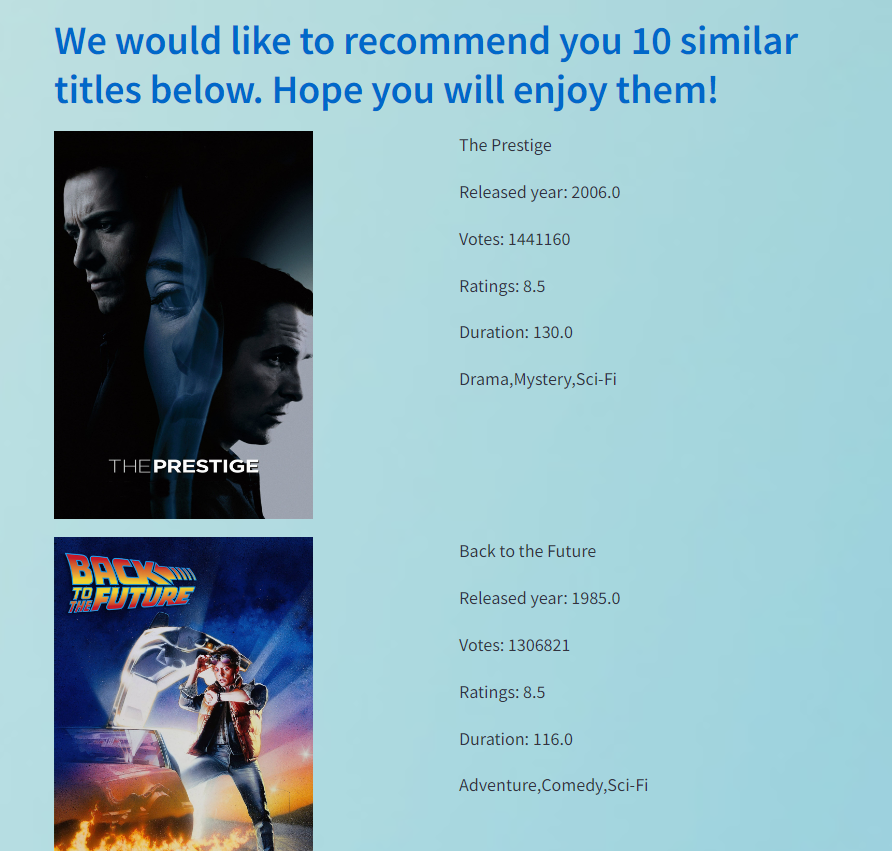 We would like to recommend you 10 similar
titles below. Hope you will enjoy them!
The Prestige
Released year: 2006.0
Votes: 1441160
Ratings: 8.5
Duration: 130.0
Drama,Mystery,Sci-Fi
THEPRESTIGE
Back to the Future
Released year: 1985.0
Votes: 1306821
Ratings: 8.5
Duration: 116.0
Adventure,Comedy,Sci-Fi
BACK
TO
THE FUTURE